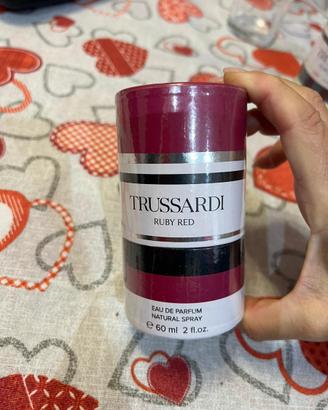 TRUSSARDI
RUBY RED
EAU DE PARFUM
NATURAL SPRAY
℮ 60 ml 2 fl.oz.